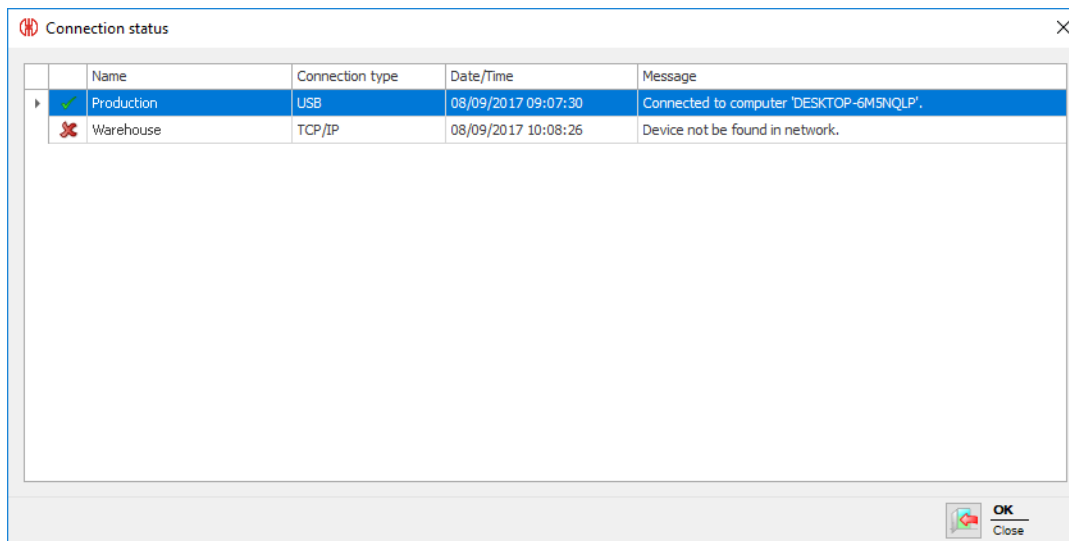 Connection status
Name Connection type Date/Time Message
Production USB 08/09/2017 09:07:30 Connected to computer 'DESKTOP-6M5NQLP'.
Warehouse TCP/IP 08/09/2017 10:08:26 Device not be found in network.
OK
Close